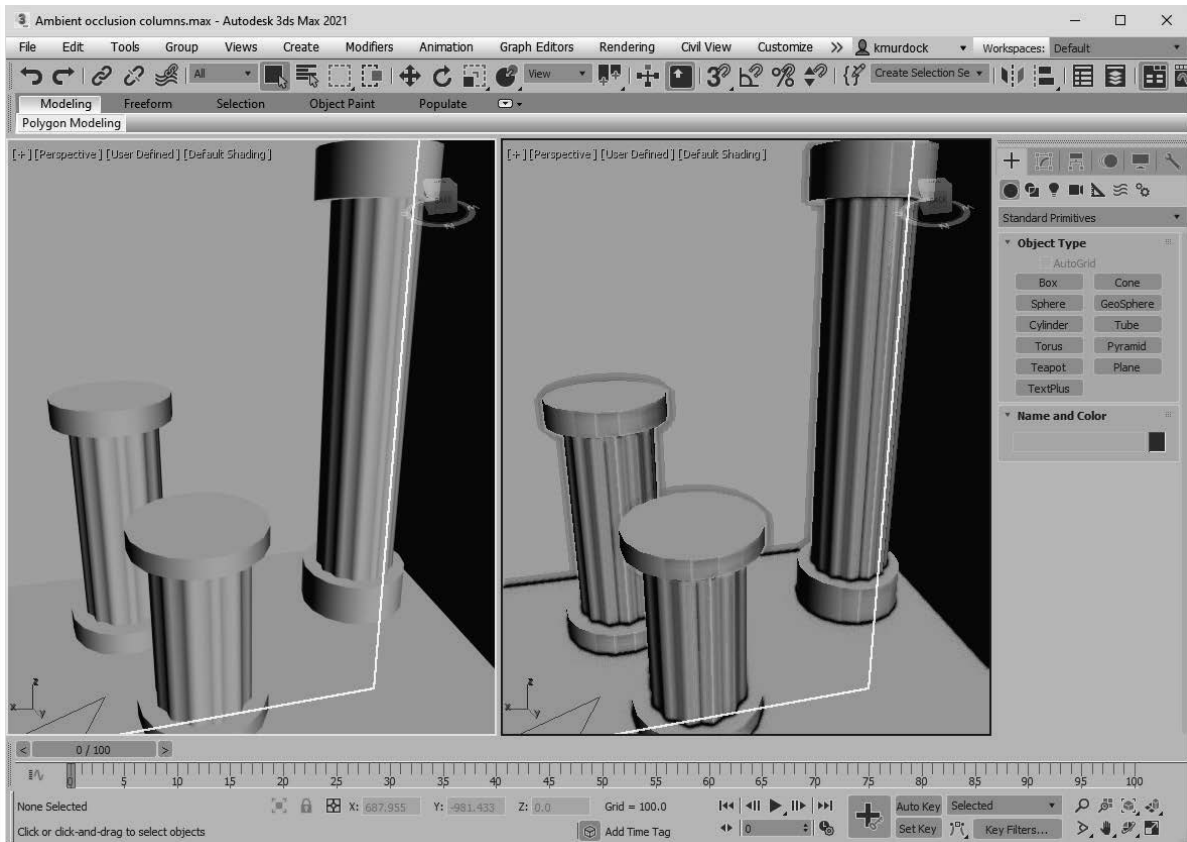 Ambient occlusion columns.max - Autodesk 3ds Max 2021
File Edit Tools Group Views Create Modifiers Animation Graph Editors Rendering Civil View Customize kmurdock Workspaces: Default
All View Create Selection Se
Modeling Freeform Selection Object Paint Populate
Polygon Modeling
[+] [Perspective] [User Defined] [Default Shading]
[+] [Perspective] [User Defined] [Default Shading]
Standard Primitives
Object Type
AutoGrid
Box Cone
Sphere GeoSphere
Cylinder Tube
Torus Pyramid
Teapot Plane
TextPlus
Name and Color
z
x y
z
x y
0 / 100
0 5 10 15 20 25 30 35 40 45 50 55 60 65 70 75 80 85 90 95 100
None Selected X: 687.955 Y: -981.433 Z: 0.0 Grid = 100.0 Auto Key Selected
Click or click-and-drag to select objects Add Time Tag 0 Set Key Key Filters...